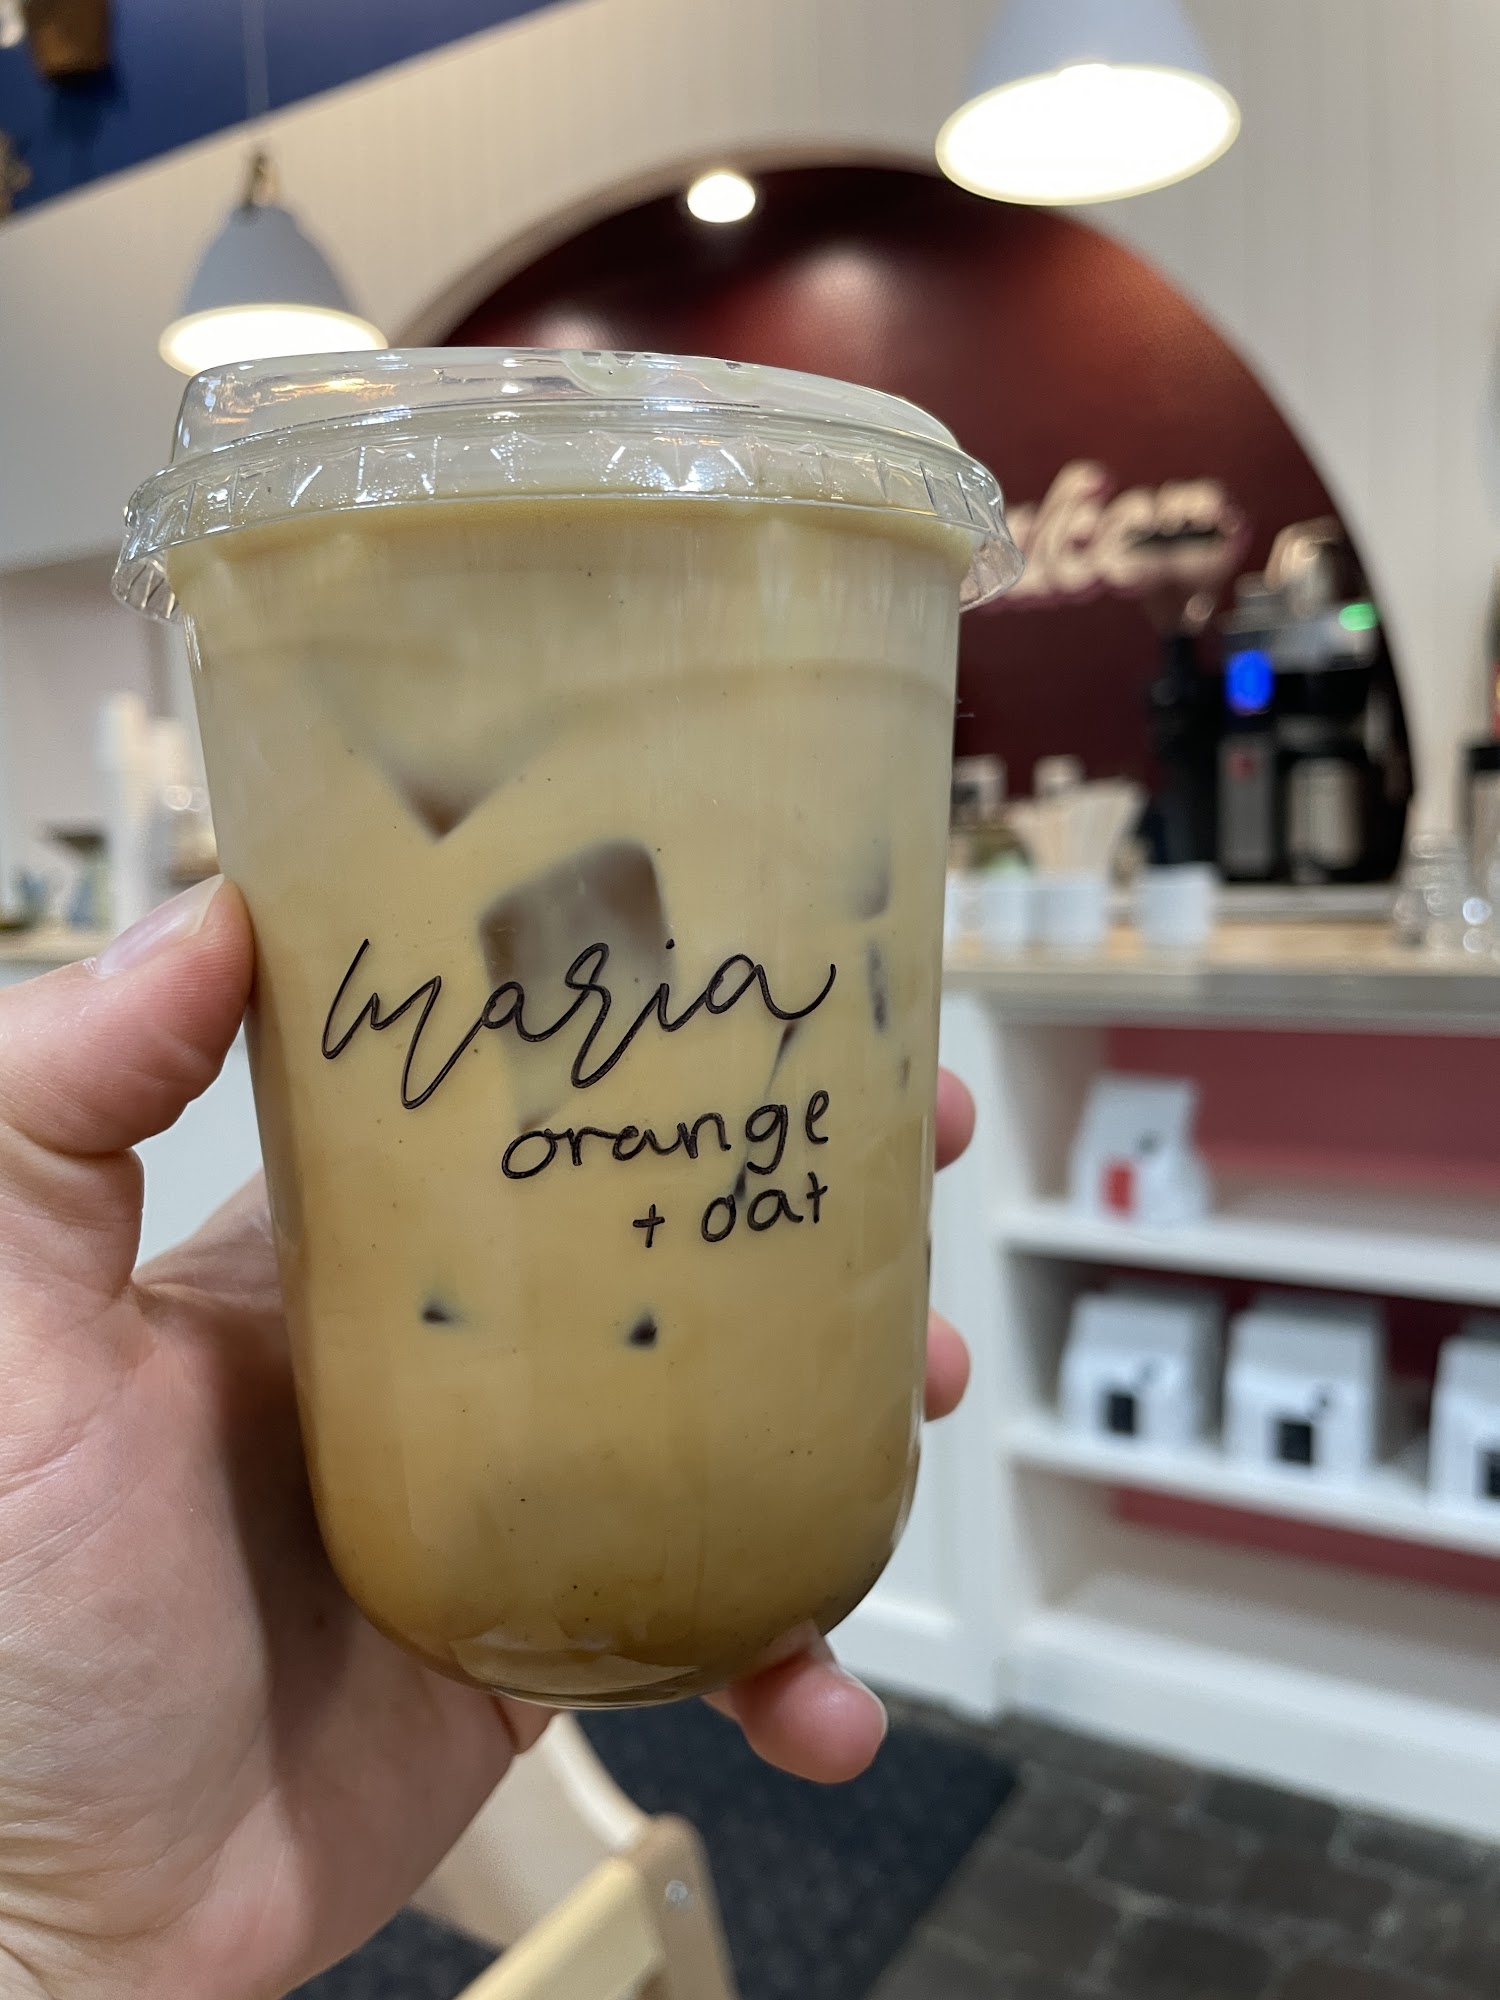 maria
orange
+ oat